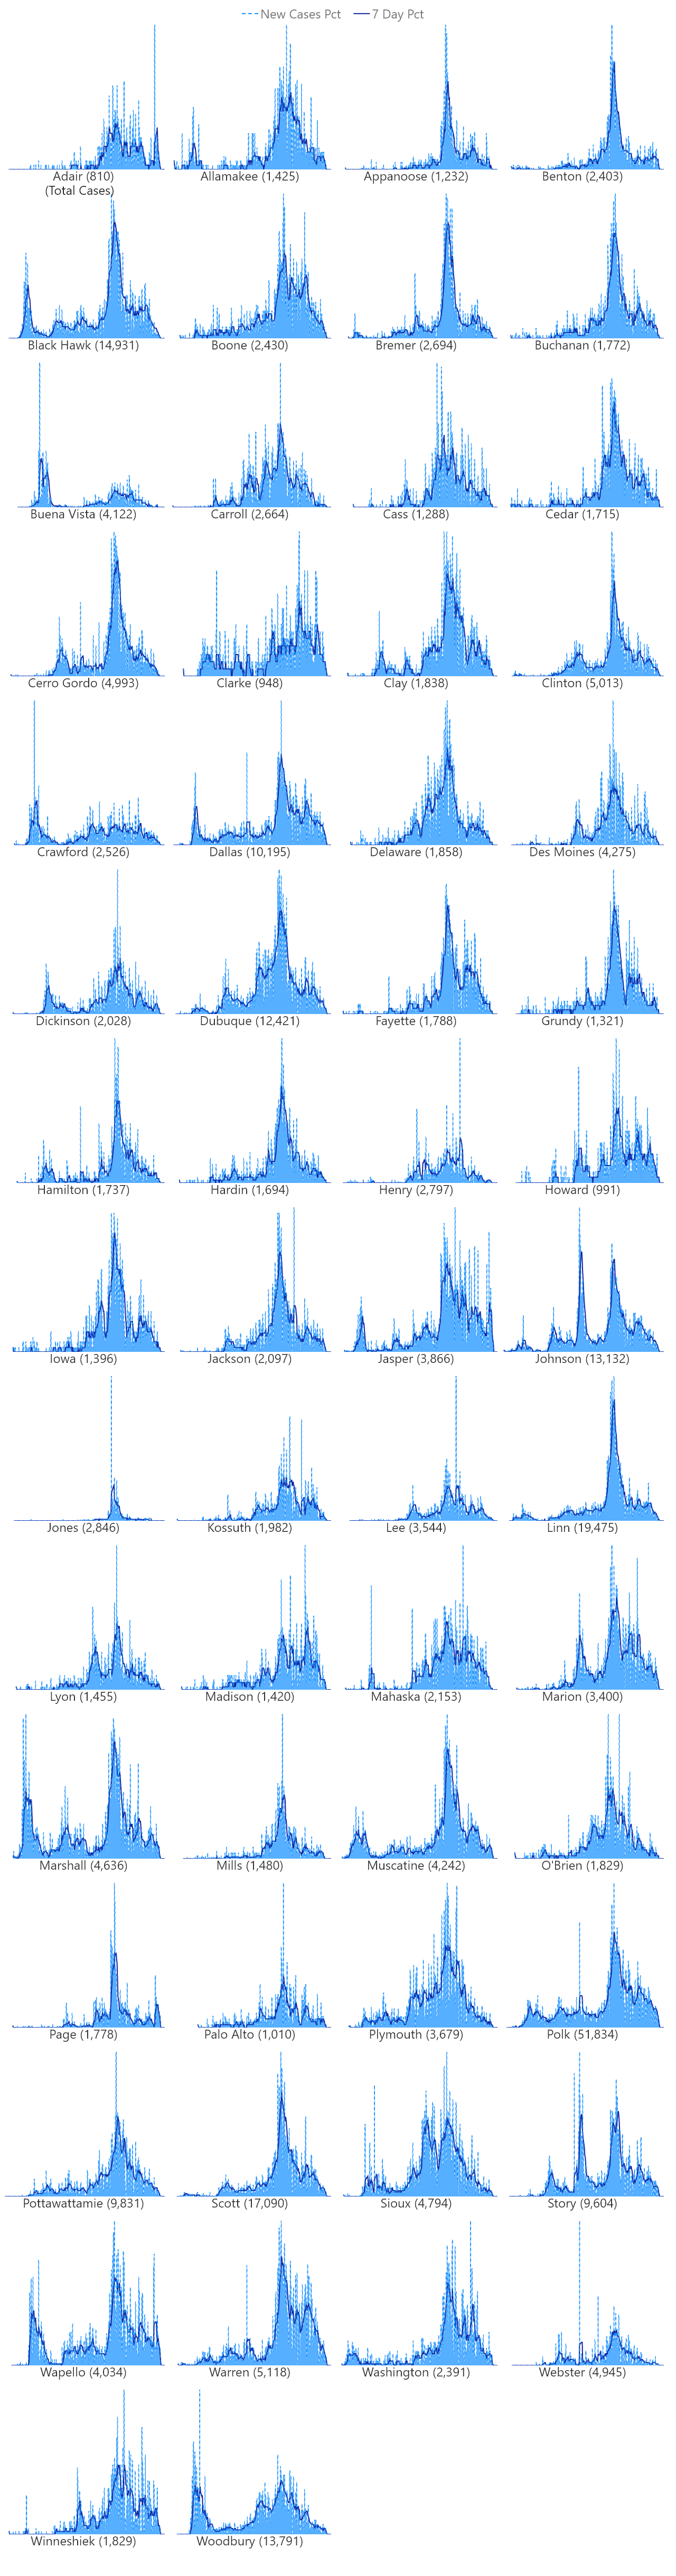 New Cases Pct 7 Day Pct
Adair (810) Allamakee (1,425) Appanoose (1,232) Benton (2,403)
(Total Cases)
Black Hawk (14,931) Boone (2,430) Bremer (2,694) Buchanan (1,772)
Buena Vista (4,122) Carroll (2,664) Cass (1,288) Cedar (1,715)
Cerro Gordo (4,993) Clarke (948) Clay (1,838) Clinton (5,013)
Crawford (2,526) Dallas (10,195) Delaware (1,858) Des Moines (4,275)
Dickinson (2,028) Dubuque (12,421) Fayette (1,788) Grundy (1,321)
Hamilton (1,737) Hardin (1,694) Henry (2,797) Howard (991)
Iowa (1,396) Jackson (2,097) Jasper (3,866) Johnson (13,132)
Jones (2,846) Kossuth (1,982) Lee (3,544) Linn (19,475)
Lyon (1,455) Madison (1,420) Mahaska (2,153) Marion (3,400)
Marshall (4,636) Mills (1,480) Muscatine (4,242) O'Brien (1,829)
Page (1,778) Palo Alto (1,010) Plymouth (3,679) Polk (51,834)
Pottawattamie (9,831) Scott (17,090) Sioux (4,794) Story (9,604)
Wapello (4,034) Warren (5,118) Washington (2,391) Webster (4,945)
Winneshiek (1,829) Woodbury (13,791)